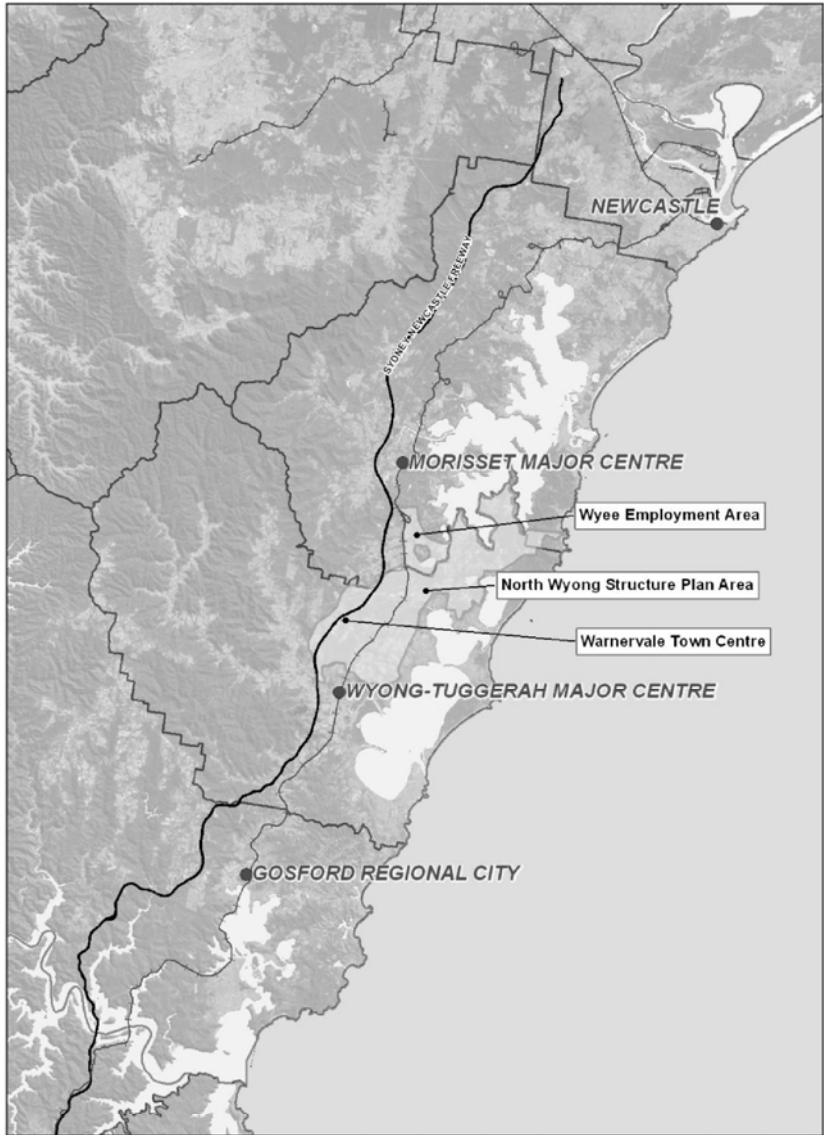 NEWCASTLE
SYDNEY NEWCASTLE FREEWAY
MORISSET MAJOR CENTRE
Wyee Employment Area
North Wyong Structure Plan Area
Warnervale Town Centre
WYONG-TUGGERAH MAJOR CENTRE
GOSFORD REGIONAL CITY